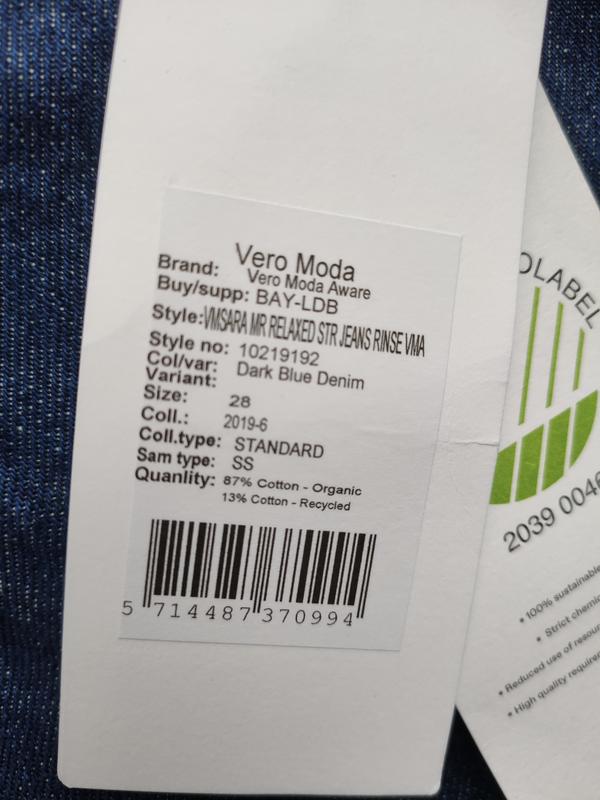 Brand: Vero Moda
Vero Moda Aware
Buy/supp: BAY-LDB
Style:VMSARA MR RELAXED STR JEANS RINSE VMA
Style no: 10219192
Col/var: Dark Blue Denim
Variant:
Size: 28
Coll.: 2019-6
Coll.type: STANDARD
Sam type: SS
Quanlity: 87% Cotton - Organic
13% Cotton - Recycled
5 714487 370994
OLABEL
2039 004
• 100% sustainable
• Strict
• Reduced use of
• High quality